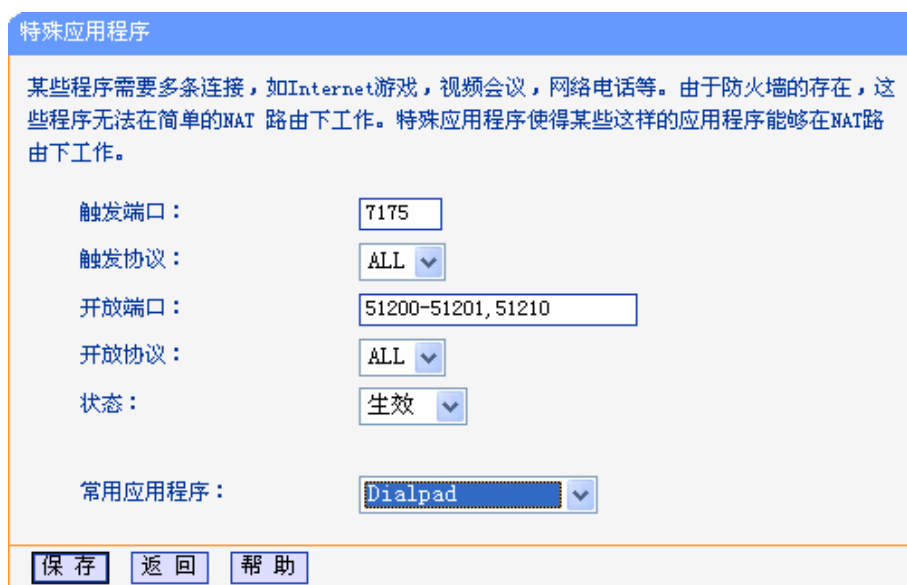 特殊应用程序
某些程序需要多条连接，如Internet游戏，视频会议，网络电话等。由于防火墙的存在，这
些程序无法在简单的NAT 路由下工作。特殊应用程序使得某些这样的应用程序能够在NAT路
由下工作。
触发端口： 7175
触发协议： ALL
开放端口： 51200-51201,51210
开放协议： ALL
状态： 生效
常用应用程序： Dialpad
保 存 返 回 帮 助